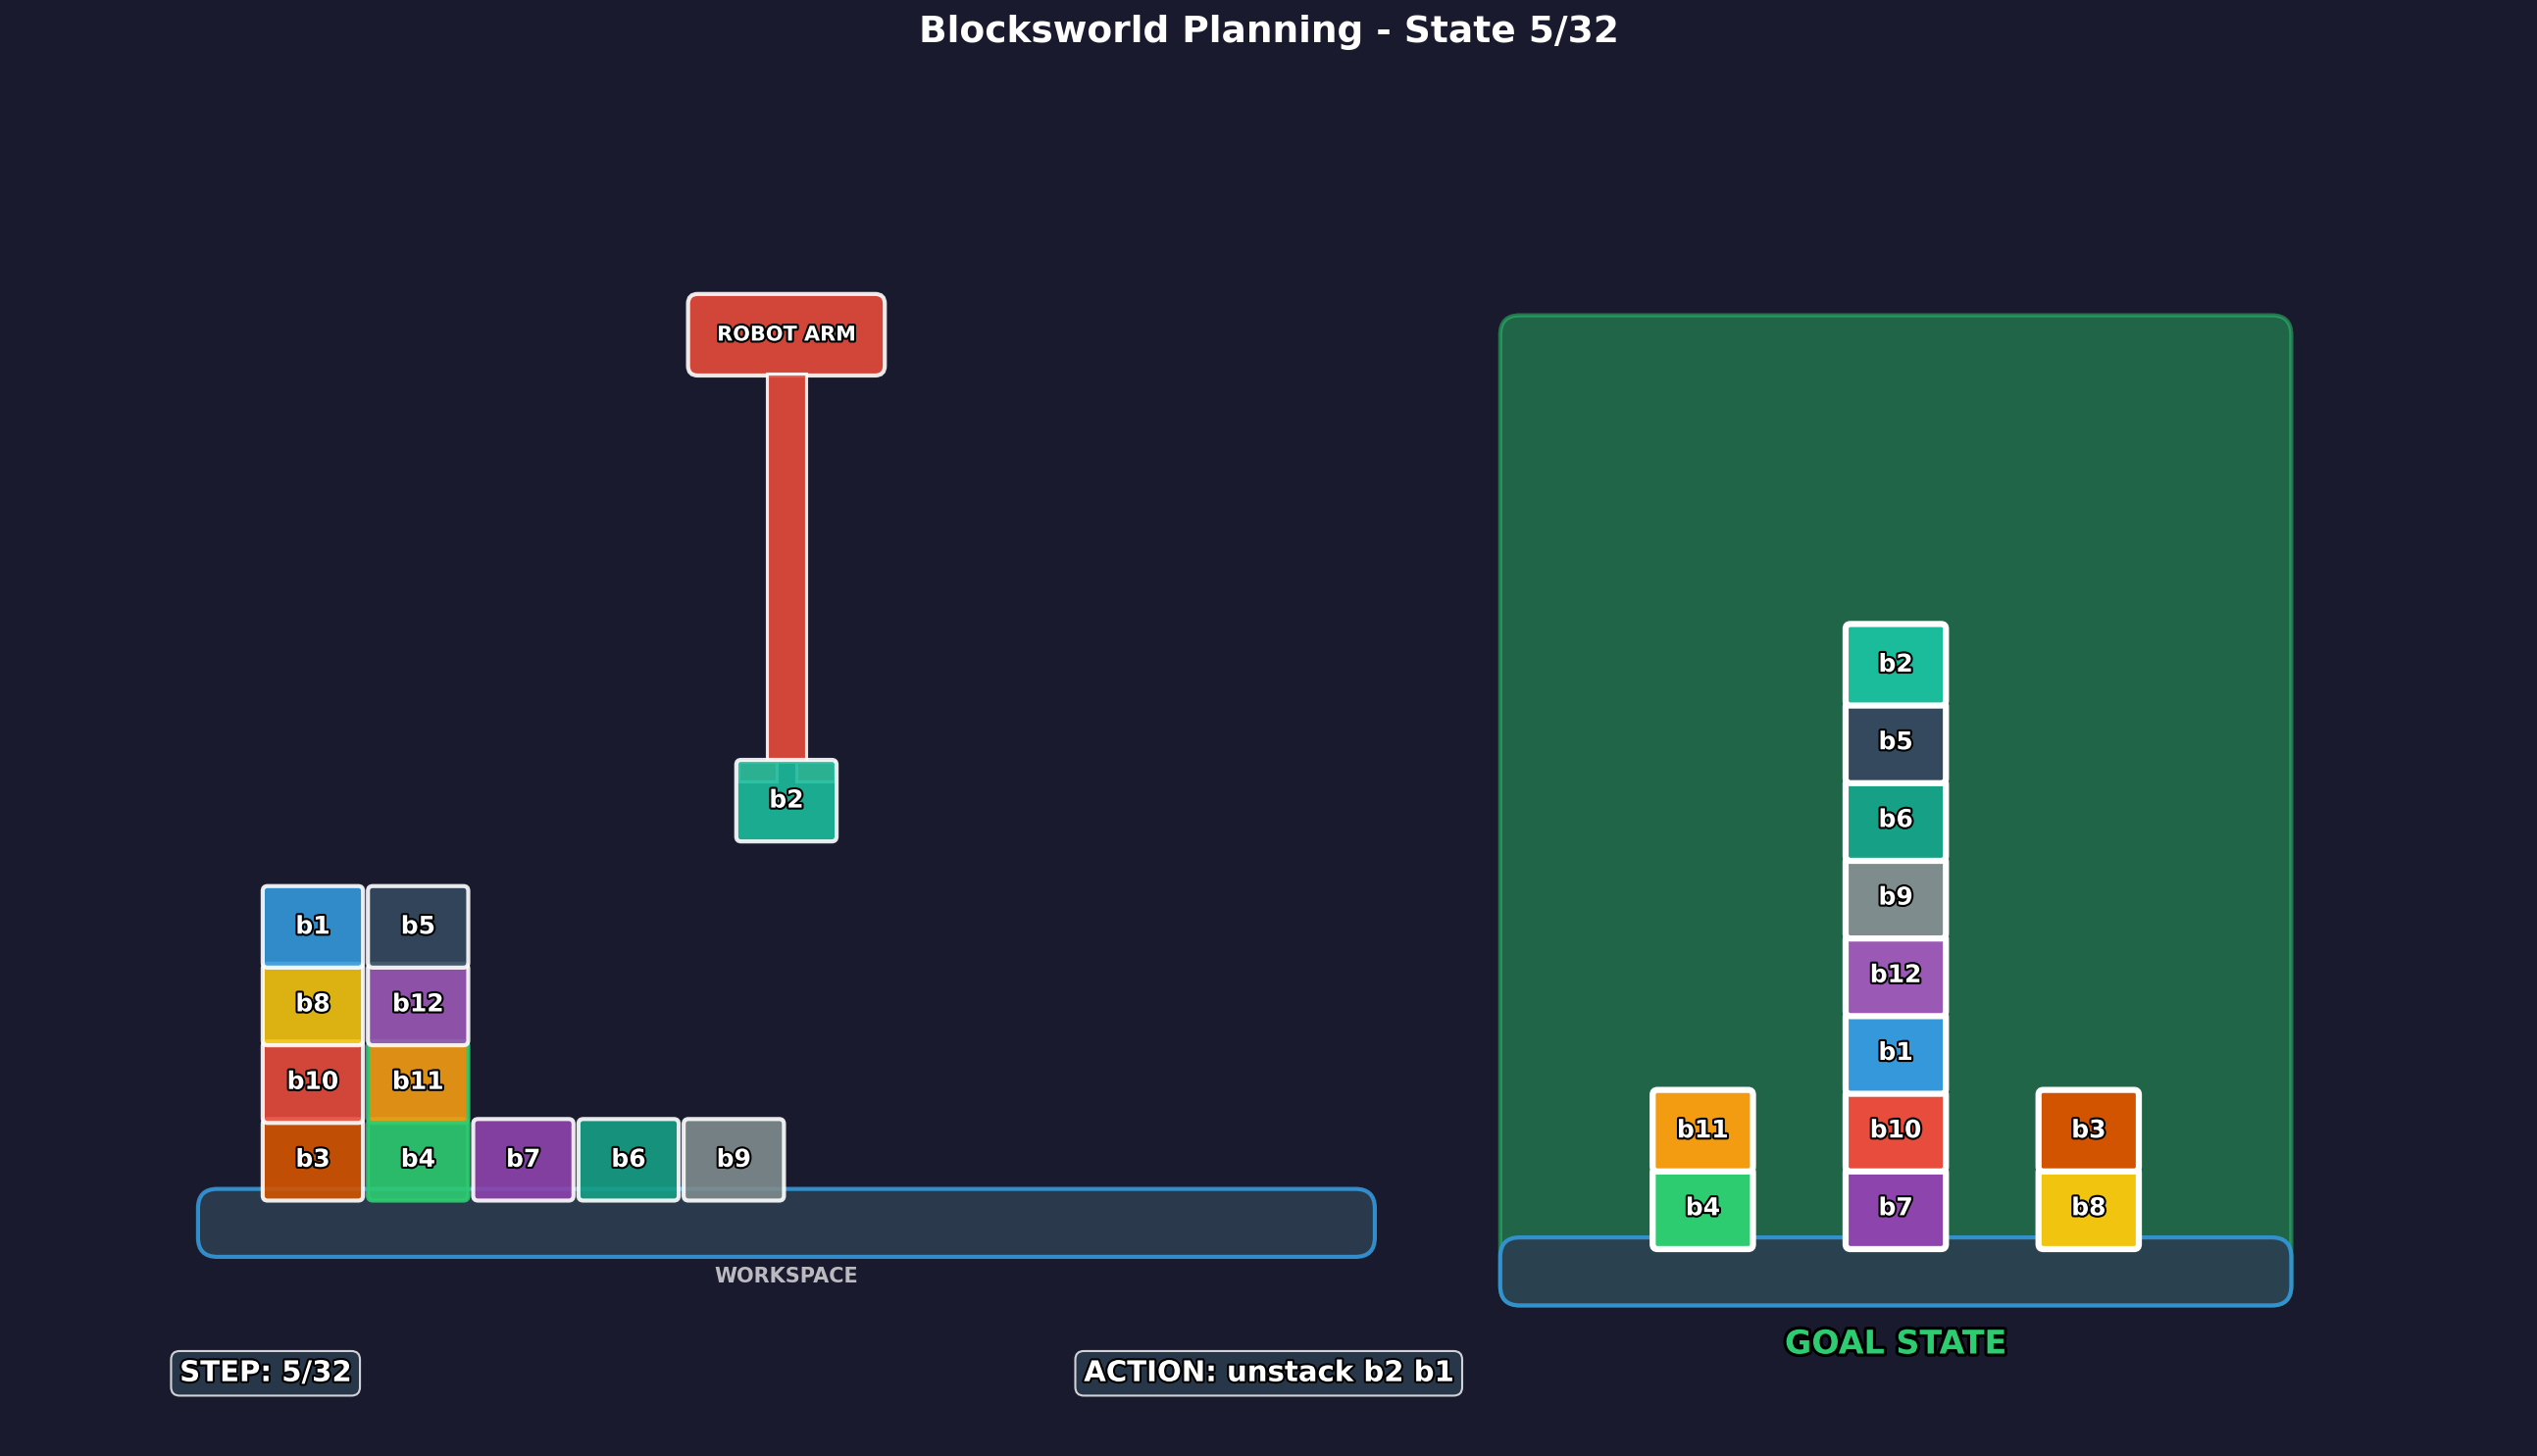 Blocksworld Planning - State 5/32
ROBOT ARM
b2
b1 b5
b8 b12
b10 b11
b3 b4 b7 b6 b9
WORKSPACE
b2
b5
b6
b9
b12
b1
b11 b10 b3
b4 b7 b8
GOAL STATE
STEP: 5/32
ACTION: unstack b2 b1